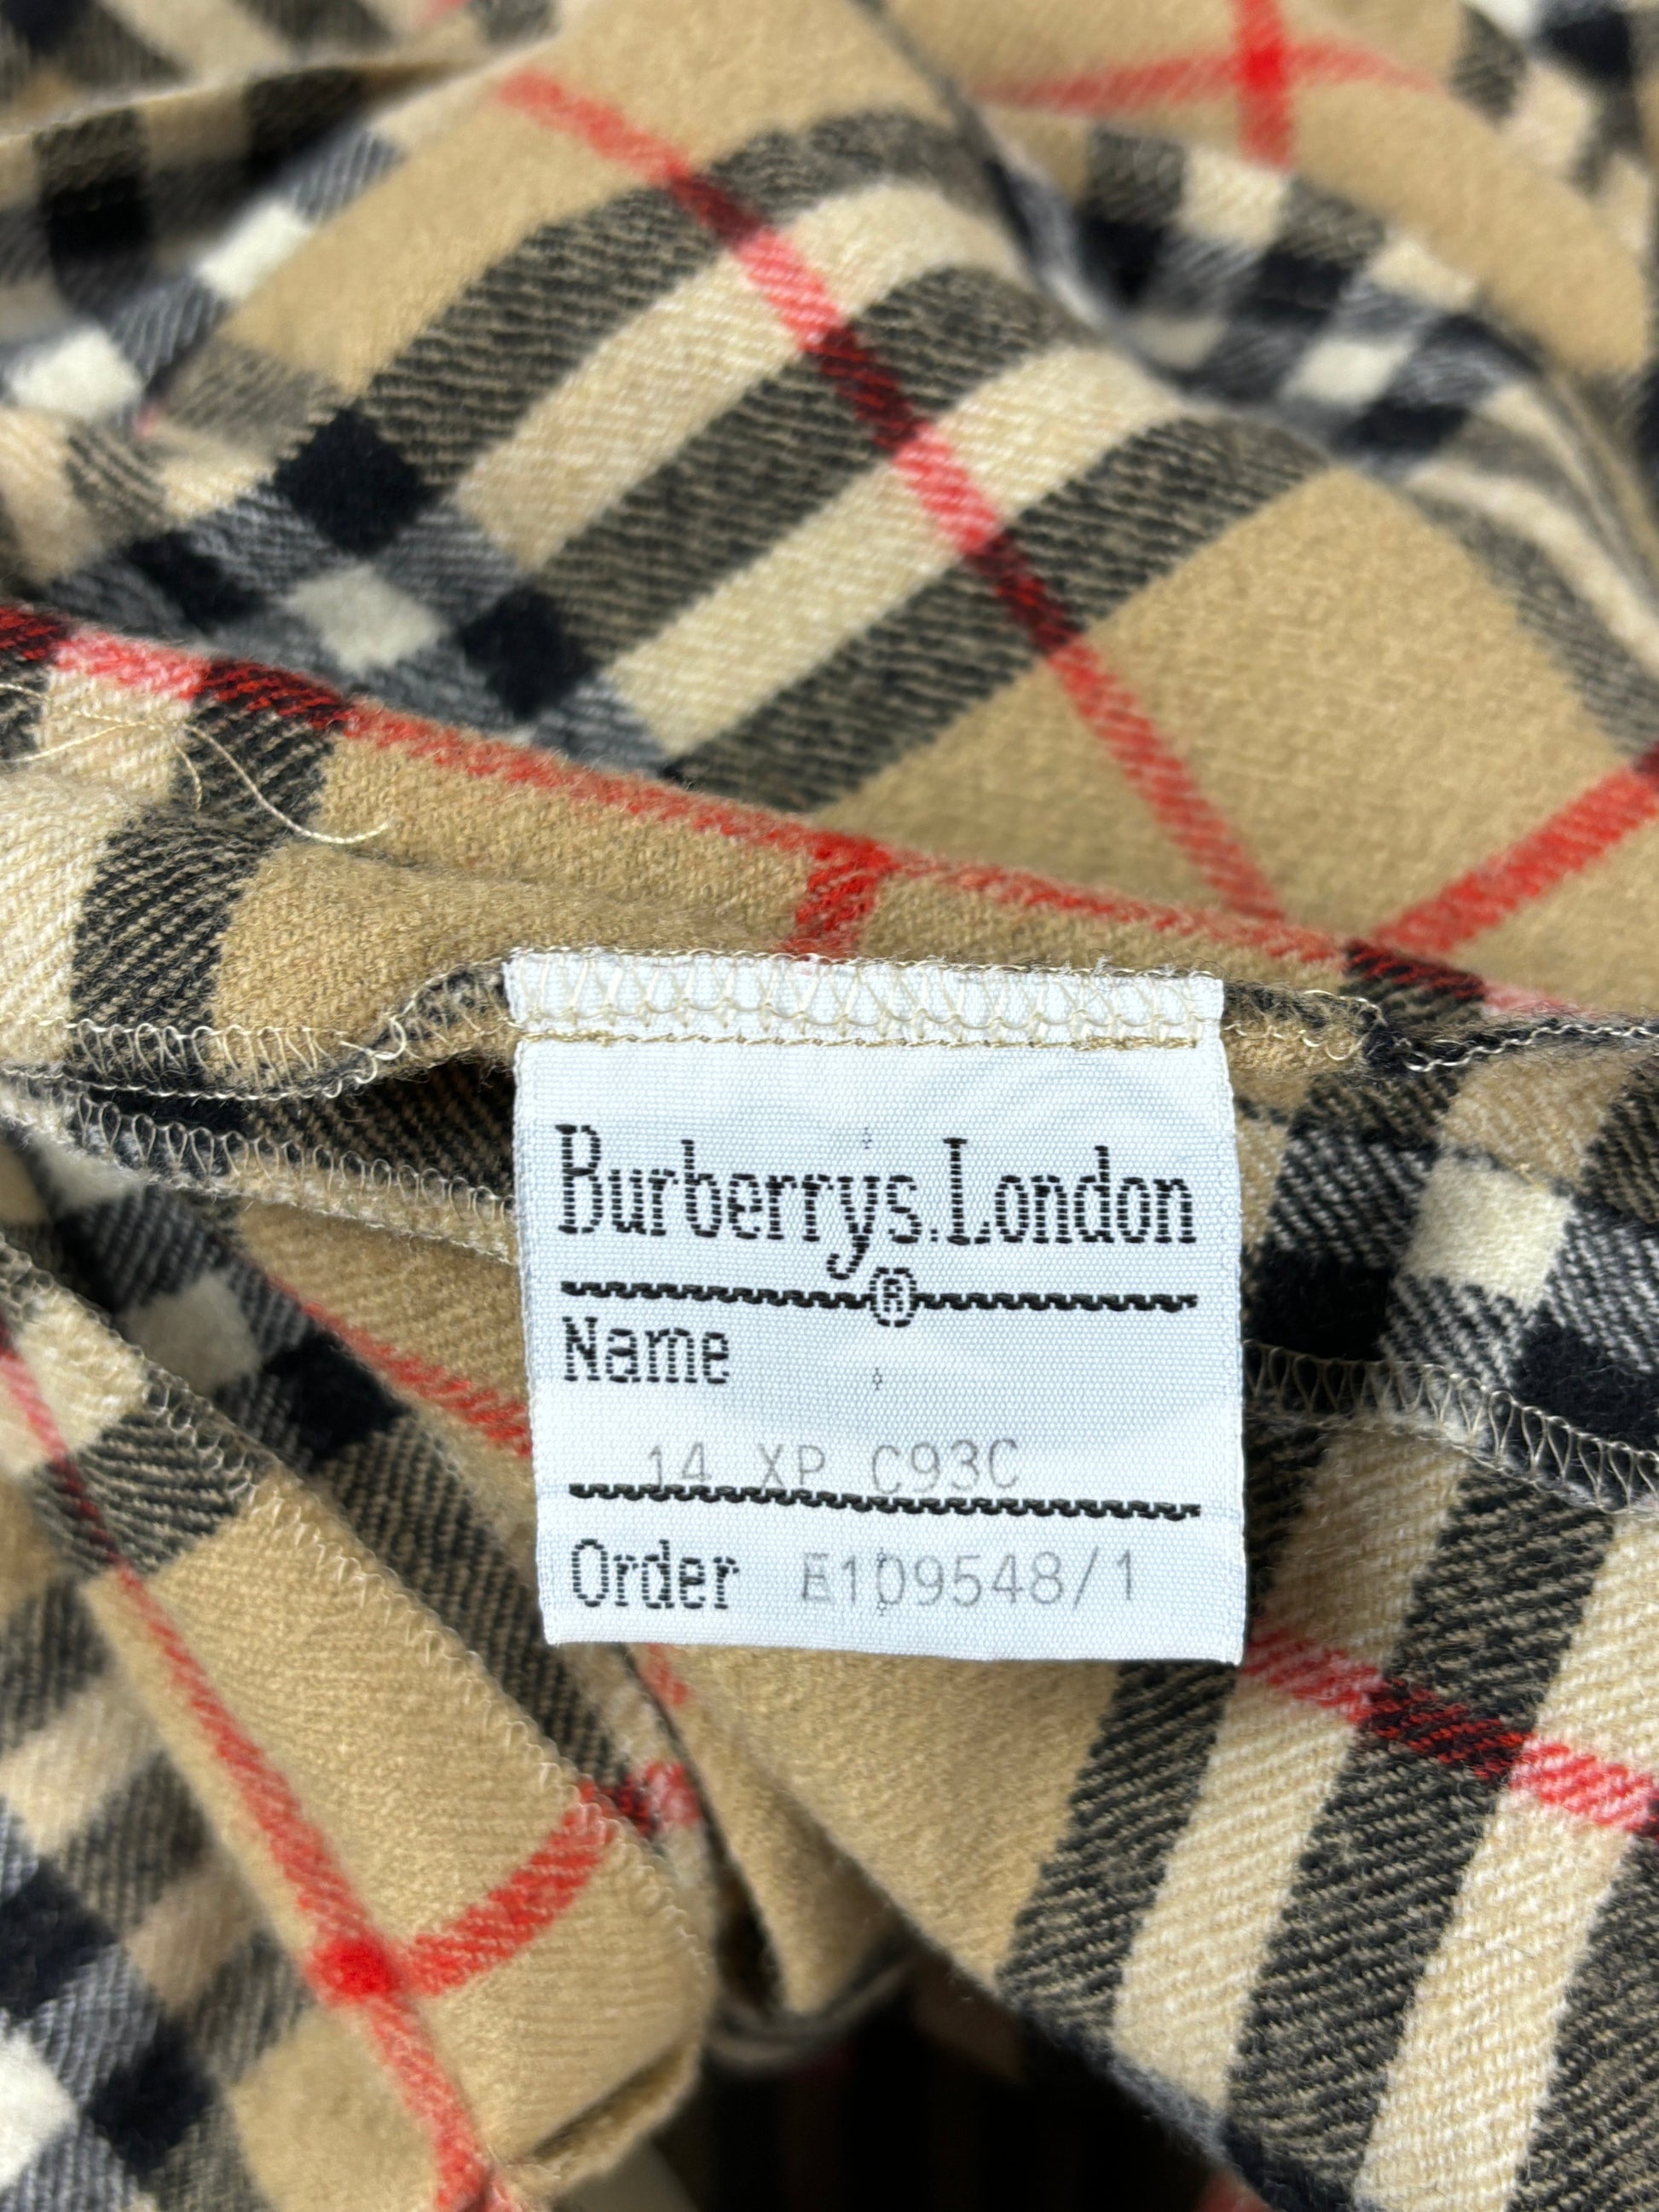 Burberrys.London
®
Name
14 XP C93C
Order E109548/1